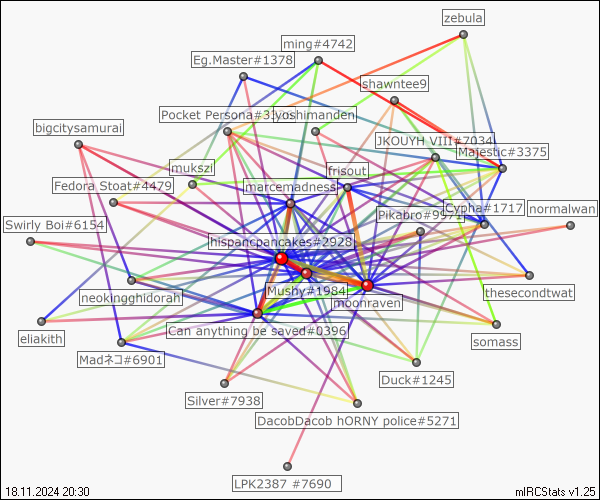 zebula
ming#4742
Eg.Master#1378
shawntee9
Pocket Persona#3
yoshimanden
bigcitysamurai
JKOUYH VIII#7034
Majestic#3375
mukszi
frisout
Fedora Stoat#4479
marcemadness
Cypha#1717
normalwan
Pikabro#9971
Swirly Boi#6154
hispancpancakes#2928
Mushy#1984
thesecondtwat
neokingghidorah
moonraven
Can anything be saved#0396
eliakith
somass
Madネコ#6901
Duck#1245
Silver#7938
DacobDacob hORNY police#5271
LPK2387 #7690
18.11.2024 20:30
mIRCStats v1.25